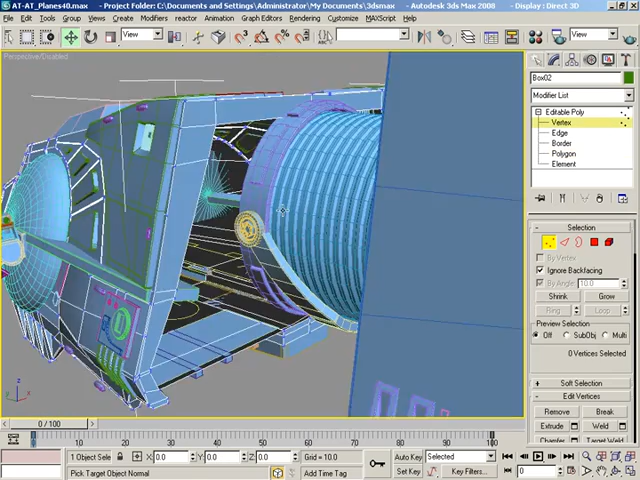 AT-AT_Planes40.max - Project Folder: C:\Documents and Settings\Administrator\My Documents\3dsmax - Autodesk 3ds Max 2008 - Display : Direct 3D
File Edit Tools Group Views Create Modifiers reactor Animation Graph Editors Rendering Customize MAXScript Help
View
View
Perspective/Disabled
Box02
Modifier List
Editable Poly
Vertex
Edge
Border
Polygon
Element
Selection
By Vertex
Ignore Backfacing
By Angle: 10.0
Shrink Grow
Ring Loop
Preview Selection
Off SubObj Multi
0 Vertices Selected
Soft Selection
Edit Vertices
Remove Break
Extrude Weld
Chamfer Target Weld
0 / 100
0 10 20 30 40 50 60 70 80 90 100
1 Object Selected X: 0.0 Y: 0.0 Z: 0.0 Grid = 10.0 Auto Key Selected
Pick Target Object Normal Add Time Tag Set Key Key Filters... 0